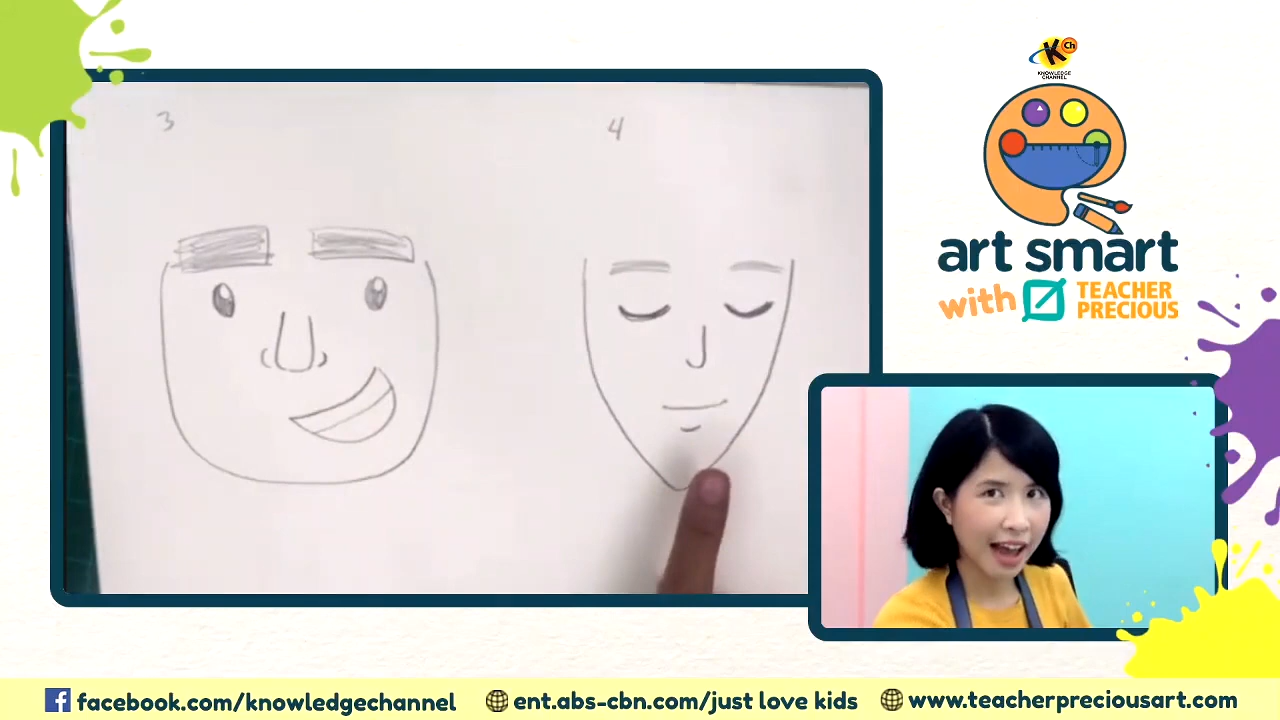 K Ch
KNOWLEDGE
CHANNEL
3
4
art smart
with TEACHER
PRECIOUS
facebook.com/knowledgechannel
ent.abs-cbn.com/just love kids
www.teacherpreciousart.com